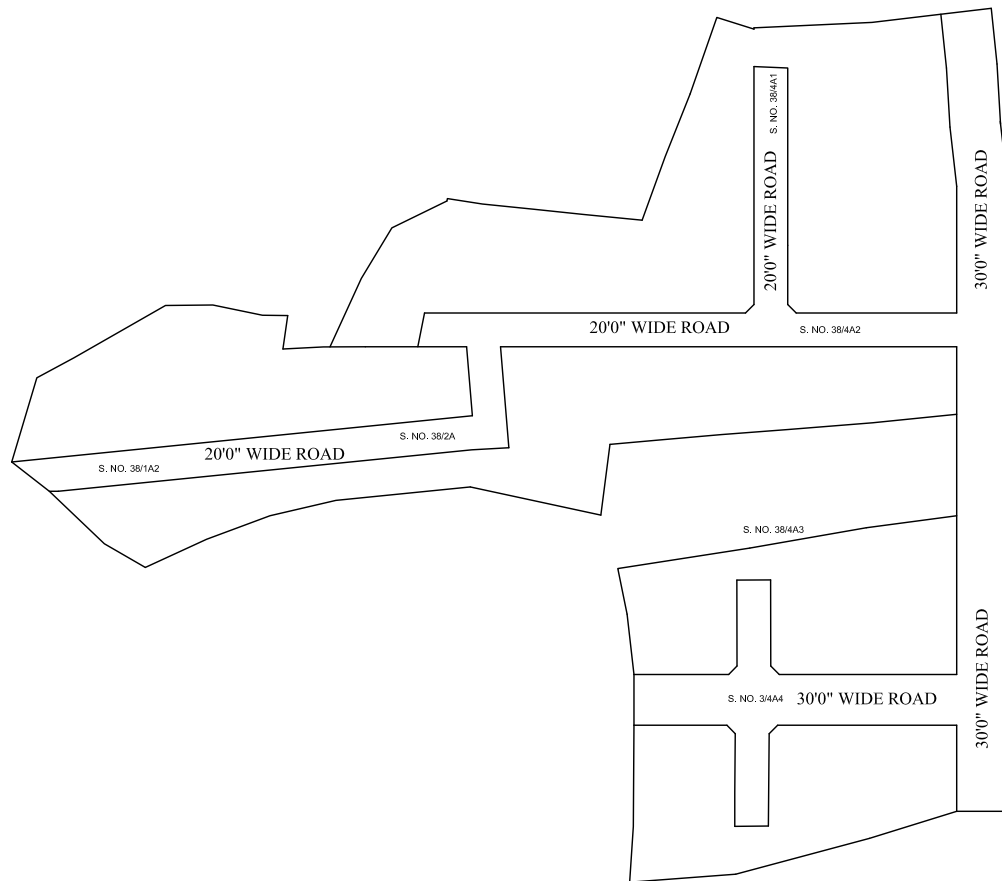 S. NO. 38/4A1
20'0" WIDE ROAD
30'0" WIDE ROAD
20'0" WIDE ROAD
S. NO. 38/4A2
S. NO. 38/2A
20'0" WIDE ROAD
S. NO. 38/1A2
S. NO. 38/4A3
30'0" WIDE ROAD
S. NO. 3/4A4
30'0" WIDE ROAD